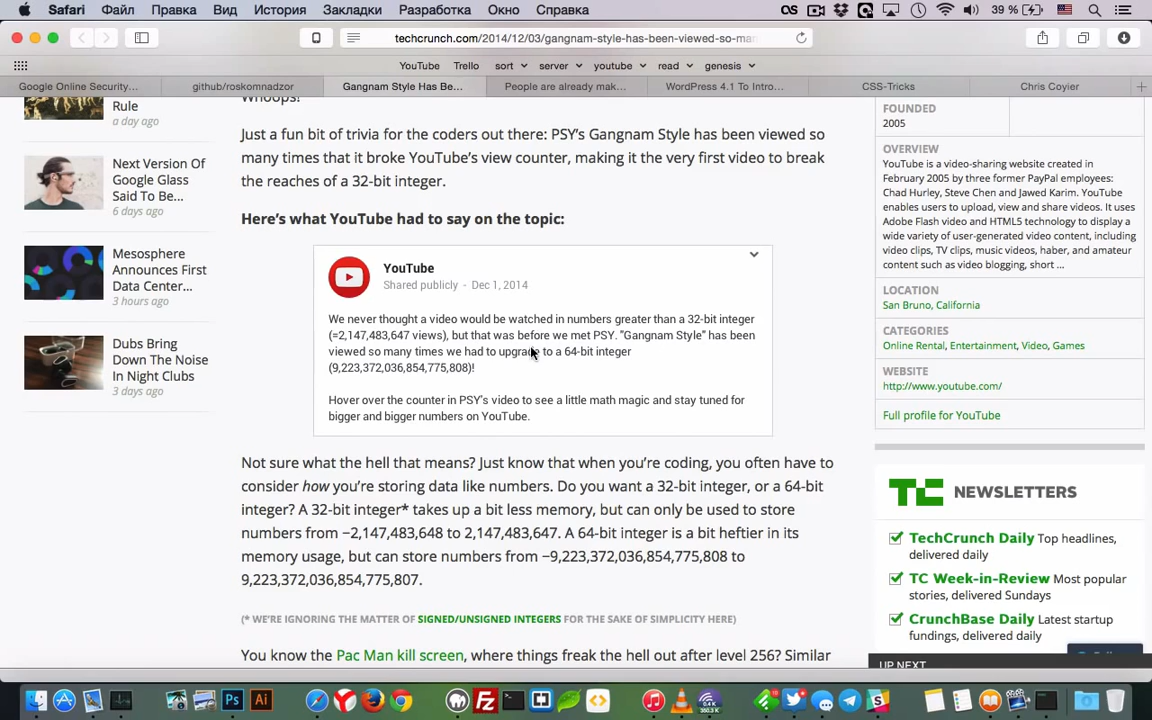 Safari Файл Правка Вид История Закладки Разработка Окно Справка 39 %
techcrunch.com/2014/12/03/gangnam-style-has-been-viewed-so-mar
YouTube Trello sort server youtube read genesis
Google Online Security... github/roskomnadzor Gangnam Style Has Be... People are already mak... WordPress 4.1 To Intro... CSS-Tricks Chris Coyier
Rule
a day ago
Next Version Of
Google Glass
Said To Be...
6 days ago
Mesosphere
Announces First
Data Center...
3 hours ago
Dubs Bring
Down The Noise
In Night Clubs
3 days ago
Whoops!
Just a fun bit of trivia for the coders out there: PSY's Gangnam Style has been viewed so
many times that it broke YouTube's view counter, making it the very first video to break
the reaches of a 32-bit integer.
Here's what YouTube had to say on the topic:
YouTube
Shared publicly - Dec 1, 2014
We never thought a video would be watched in numbers greater than a 32-bit integer
(=2,147,483,647 views), but that was before we met PSY. "Gangnam Style" has been
viewed so many times we had to upgrade to a 64-bit integer
(9,223,372,036,854,775,808)!
Hover over the counter in PSY's video to see a little math magic and stay tuned for
bigger and bigger numbers on YouTube.
Not sure what the hell that means? Just know that when you're coding, you often have to
consider how you're storing data like numbers. Do you want a 32-bit integer, or a 64-bit
integer? A 32-bit integer* takes up a bit less memory, but can only be used to store
numbers from −2,147,483,648 to 2,147,483,647. A 64-bit integer is a bit heftier in its
memory usage, but can store numbers from −9,223,372,036,854,775,808 to
9,223,372,036,854,775,807.
(* WE'RE IGNORING THE MATTER OF SIGNED/UNSIGNED INTEGERS FOR THE SAKE OF SIMPLICITY HERE)
You know the Pac Man kill screen, where things freak the hell out after level 256? Similar
FOUNDED
2005
OVERVIEW
YouTube is a video-sharing website created in
February 2005 by three former PayPal employees:
Chad Hurley, Steve Chen and Jawed Karim. YouTube
enables users to upload, view and share videos. It uses
Adobe Flash video and HTML5 technology to display a
wide variety of user-generated video content, including
video clips, TV clips, music videos, haber, and amateur
content such as video blogging, short ...
LOCATION
San Bruno, California
CATEGORIES
Online Rental, Entertainment, Video, Games
WEBSITE
http://www.youtube.com/
Full profile for YouTube
TC NEWSLETTERS
TechCrunch Daily Top headlines,
delivered daily
TC Week-in-Review Most popular
stories, delivered Sundays
CrunchBase Daily Latest startup
fundings, delivered daily
UP NEXT